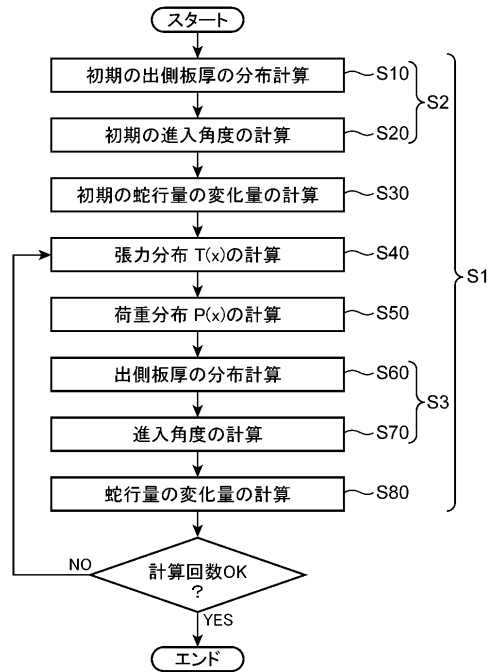 スタート
初期の出側板厚の分布計算
S10
初期の進入角度の計算
S20
S2
初期の蛇行量の変化量の計算
S30
張力分布 T(x)の計算
S40
S1
荷重分布 P(x)の計算
S50
出側板厚の分布計算
S60
進入角度の計算
S70
S3
蛇行量の変化量の計算
S80
計算回数OK
?
NO
YES
エンド